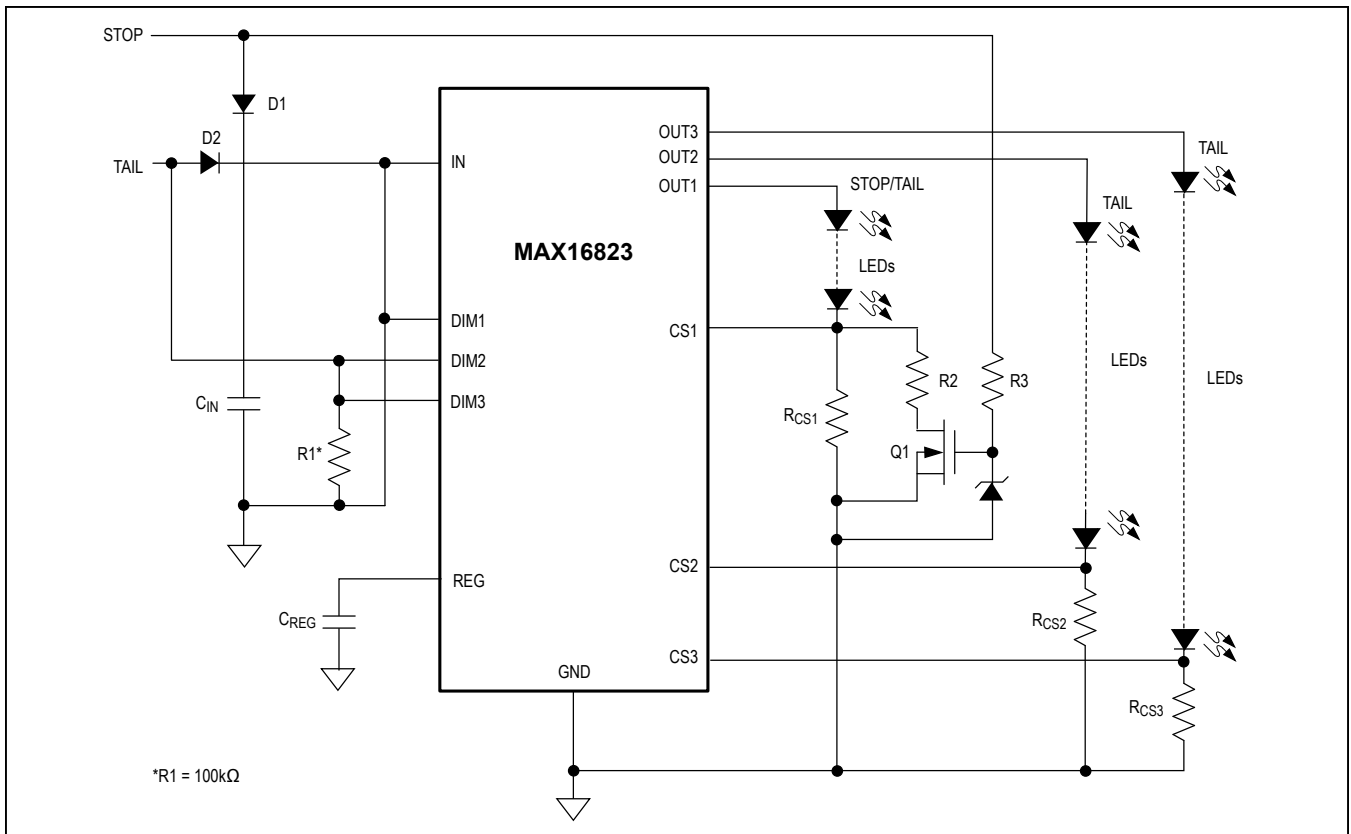 STOP
D1
D2
TAIL
IN
OUT3
OUT2
OUT1
STOP/TAIL
TAIL
TAIL
MAX16823
LEDs
DIM1
DIM2
DIM3
CS1
R2
R3
LEDs
LEDs
CIN
R1*
RCS1
Q1
REG
CREG
CS2
RCS2
CS3
RCS3
GND
*R1 = 100kΩ